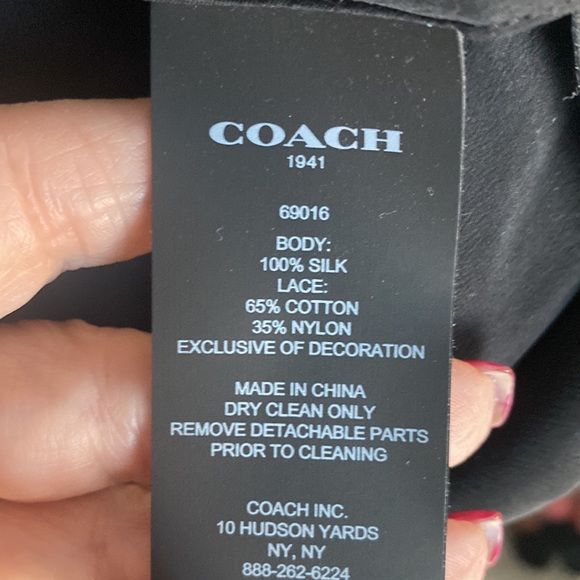 COACH
1941
69016
BODY:
100% SILK
LACE:
65% COTTON
35% NYLON
EXCLUSIVE OF DECORATION
MADE IN CHINA
DRY CLEAN ONLY
REMOVE DETACHABLE PARTS
PRIOR TO CLEANING
COACH INC.
10 HUDSON YARDS
NY, NY
888-262-6224